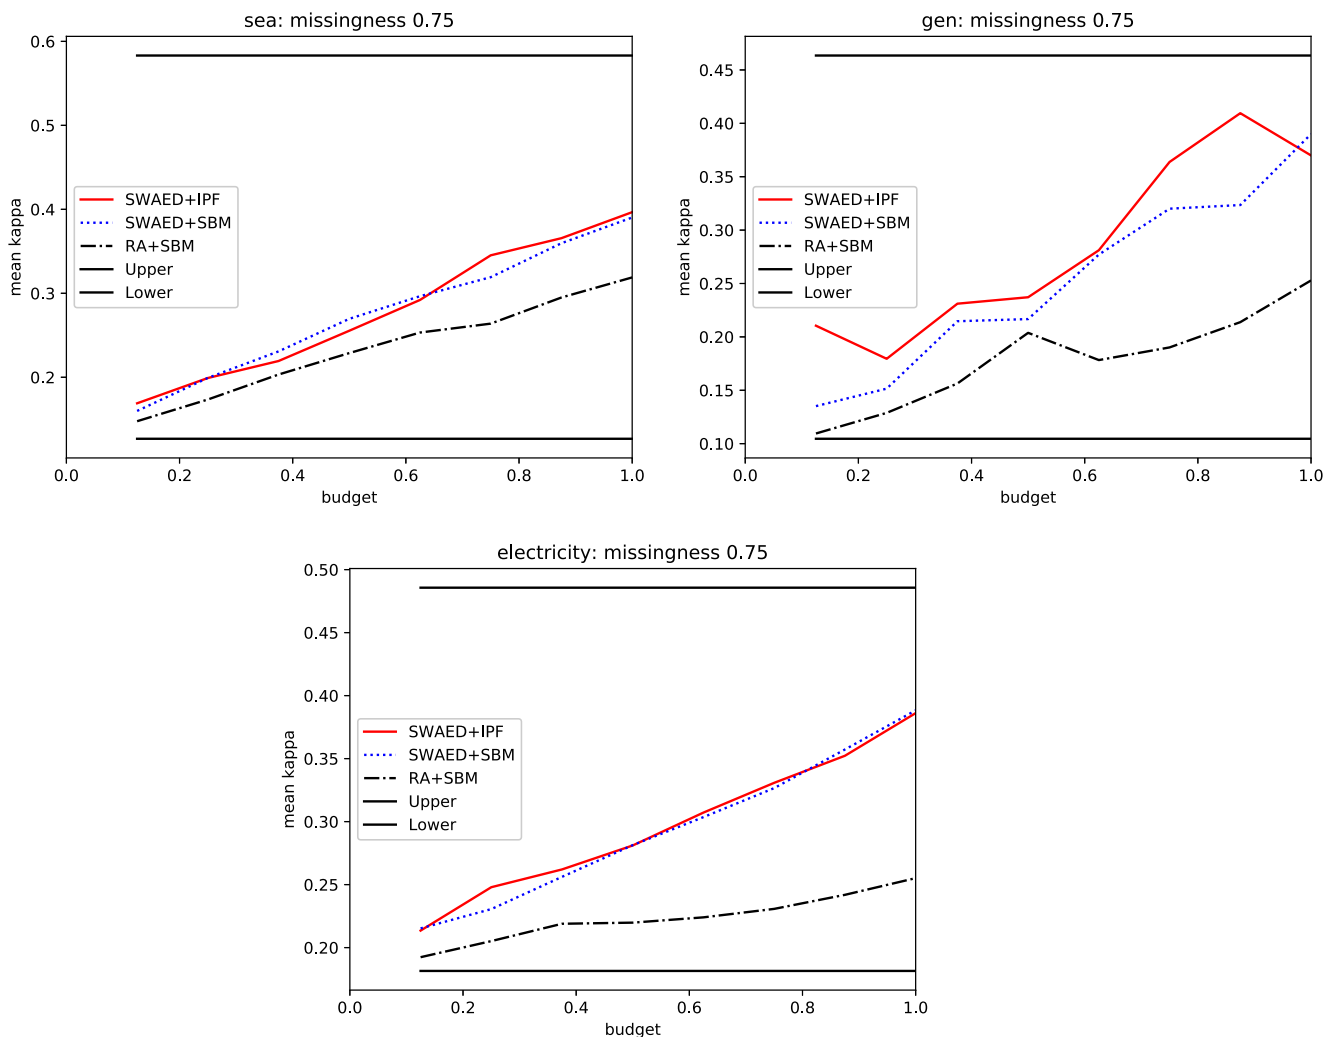 sea: missingness 0.75
0.6
0.5
0.4
0.3
0.2
mean kappa
SWAED+IPF
SWAED+SBM
RA+SBM
Upper
Lower
0.0 0.2 0.4 0.6 0.8 1.0
budget
gen: missingness 0.75
0.45
0.40
0.35
0.30
0.25
0.20
0.15
0.10
mean kappa
SWAED+IPF
SWAED+SBM
RA+SBM
Upper
Lower
0.0 0.2 0.4 0.6 0.8 1.0
budget
electricity: missingness 0.75
0.50
0.45
0.40
0.35
0.30
0.25
0.20
mean kappa
SWAED+IPF
SWAED+SBM
RA+SBM
Upper
Lower
0.0 0.2 0.4 0.6 0.8 1.0
budget